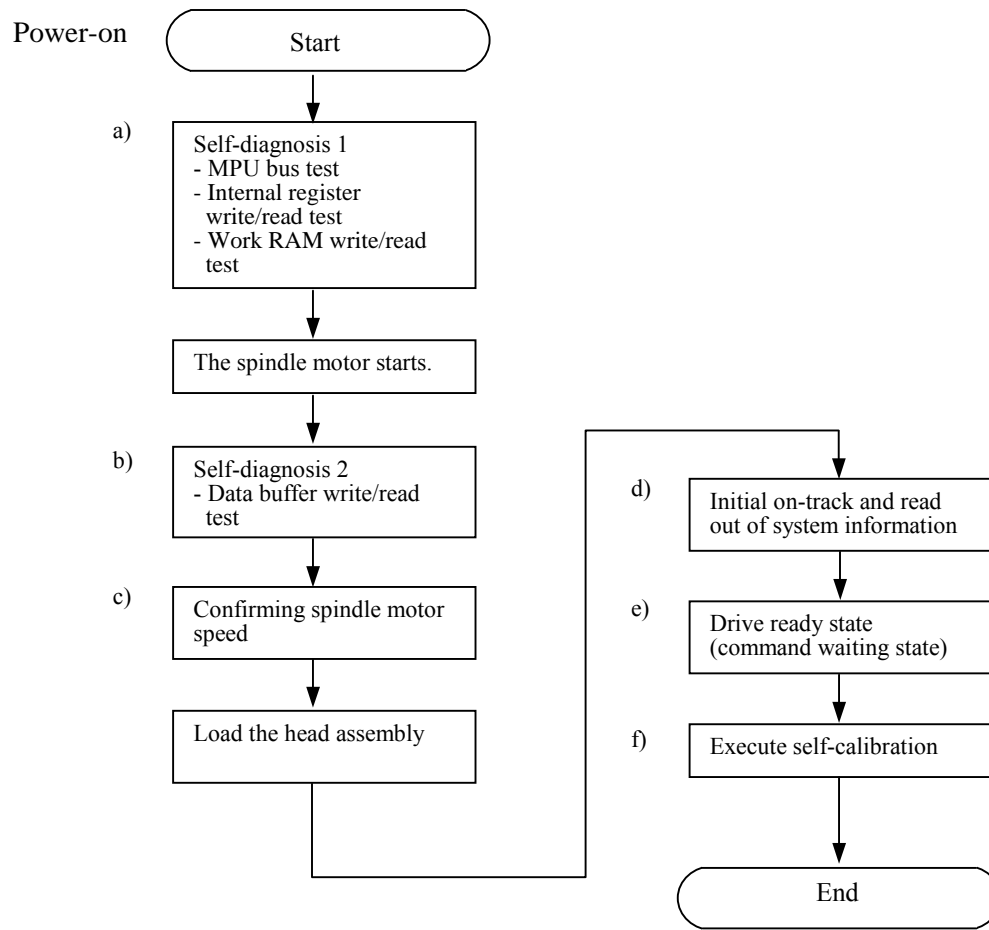 Power-on
Start
a)
Self-diagnosis 1
- MPU bus test
- Internal register
write/read test
- Work RAM write/read
test
The spindle motor starts.
b)
Self-diagnosis 2
- Data buffer write/read
test
c)
Confirming spindle motor
speed
Load the head assembly
d)
Initial on-track and read
out of system information
e)
Drive ready state
(command waiting state)
f)
Execute self-calibration
End